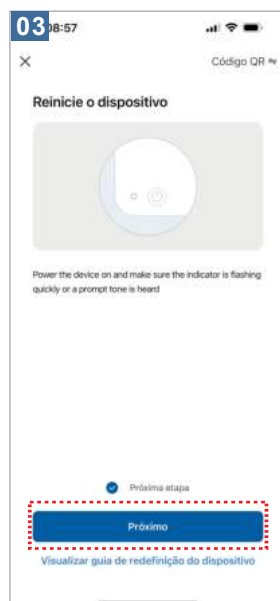 03
08:57
Código QR
Reinicie o dispositivo
Power the device on and make sure the indicator is flashing
quickly or a prompt tone is heard
Próxima etapa
Próximo
Visualizar guia de redefinição do dispositivo